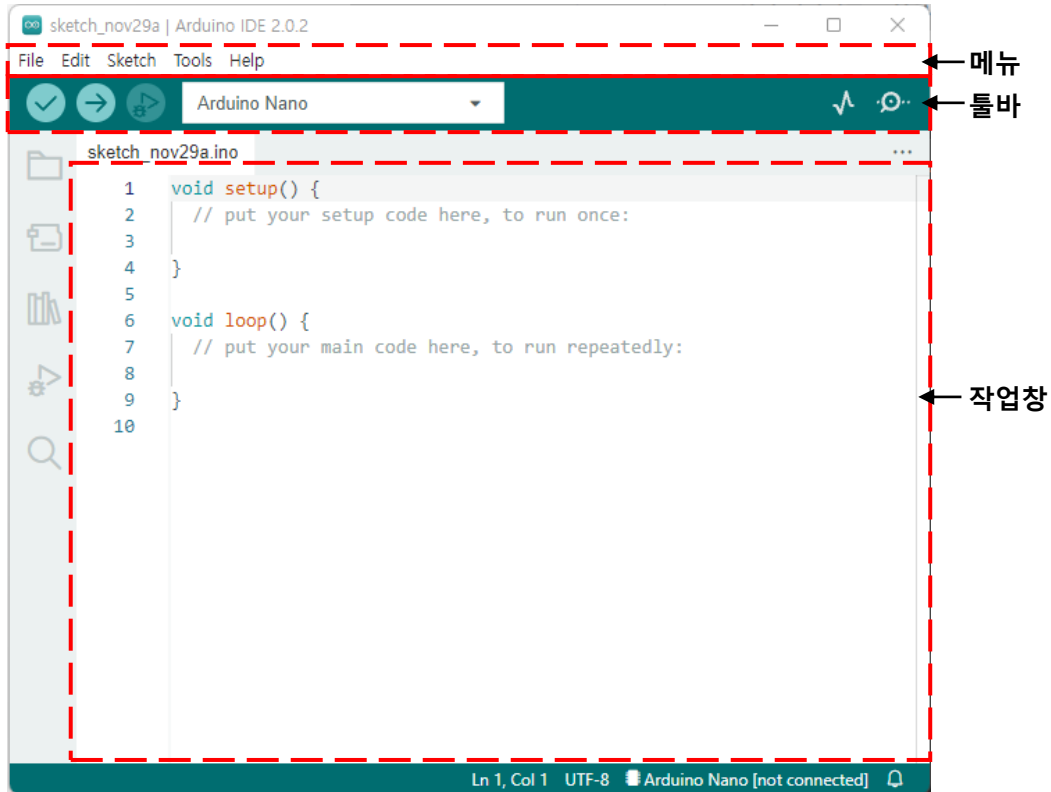 sketch_nov29a | Arduino IDE 2.0.2
File Edit Sketch Tools Help
메뉴
Arduino Nano
툴바
sketch_nov29a.ino
1 void setup() {
2 // put your setup code here, to run once:
3
4 }
5
6 void loop() {
7 // put your main code here, to run repeatedly:
8
9 }
10
작업창
Ln 1, Col 1 UTF-8 Arduino Nano [not connected]